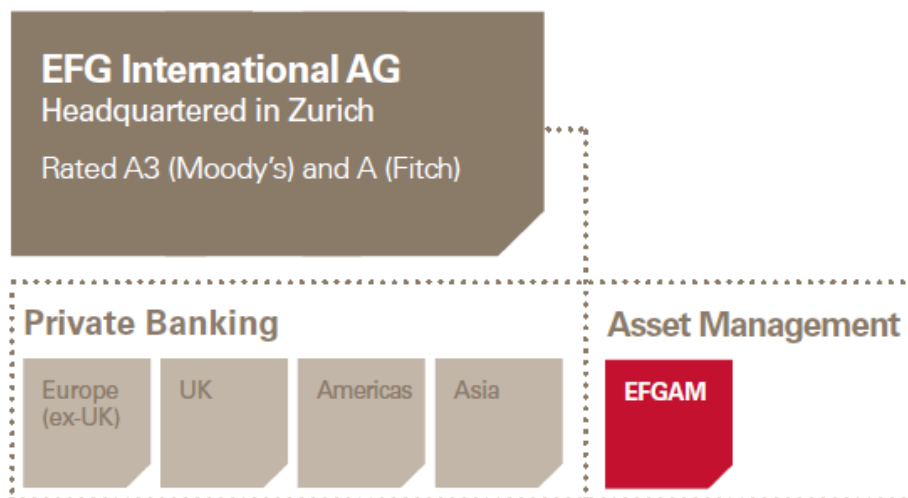 EFG International AG
Headquartered in Zurich
Rated A3 (Moody's) and A (Fitch)
Private Banking
Europe
(ex-UK)
UK
Americas
Asia
Asset Management
EFGAM